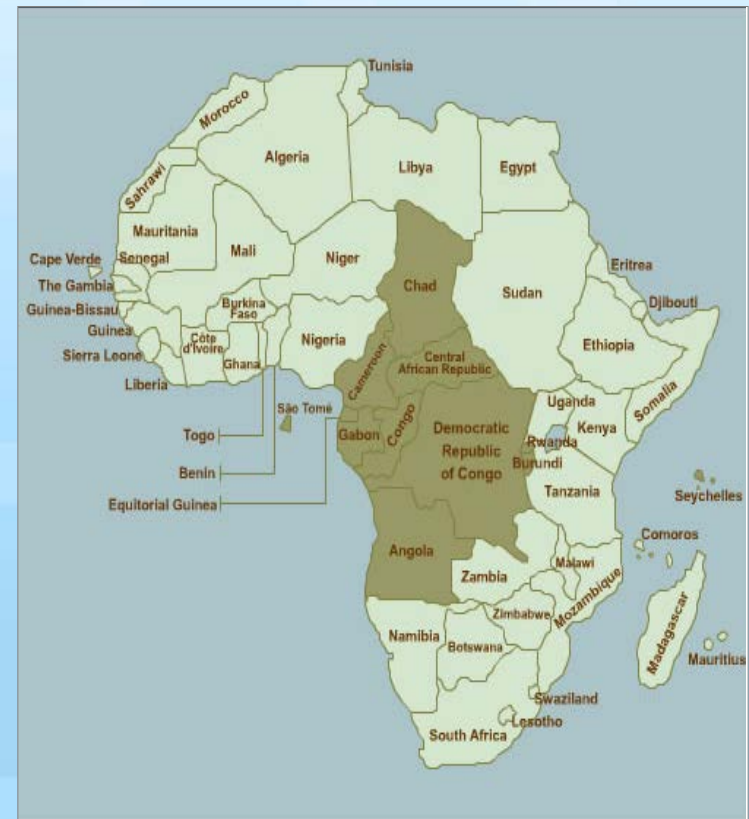 Tunisia
Morocco
Algeria
Libya
Egypt
Sahrawi
Mauritania
Mali
Niger
Cape Verde
Senegal
Eritrea
The Gambia
Chad
Sudan
Guinea-Bissau
Burkina
Faso
Djibouti
Guinea
Côte
d'Ivoire
Nigeria
Ethiopia
Sierra Leone
Ghana
Cameroon
Central
African Republic
Liberia
Somalia
Uganda
São Tomé
Kenya
Togo
Gabon
Congo
Democratic
Republic
of Congo
Rwanda
Burundi
Benin
Tanzania
Seychelles
Equitorial Guinea
Comoros
Angola
Malawi
Zambia
Mozambique
Zimbabwe
Madagascar
Namibia
Botswana
Mauritius
Swaziland
Lesotho
South Africa